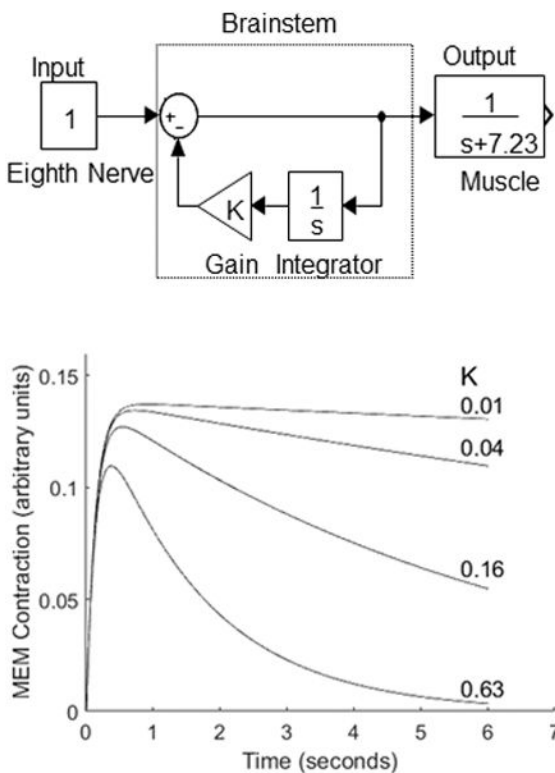 Brainstem
Input
Output
1
+
-
1
s+7.23
Eighth Nerve
Muscle
K
1
s
Gain Integrator
MEM Contraction (arbitrary units)
0.15
0.1
0.05
0
K
0.01
0.04
0.16
0.63
0 1 2 3 4 5 6 7
Time (seconds)